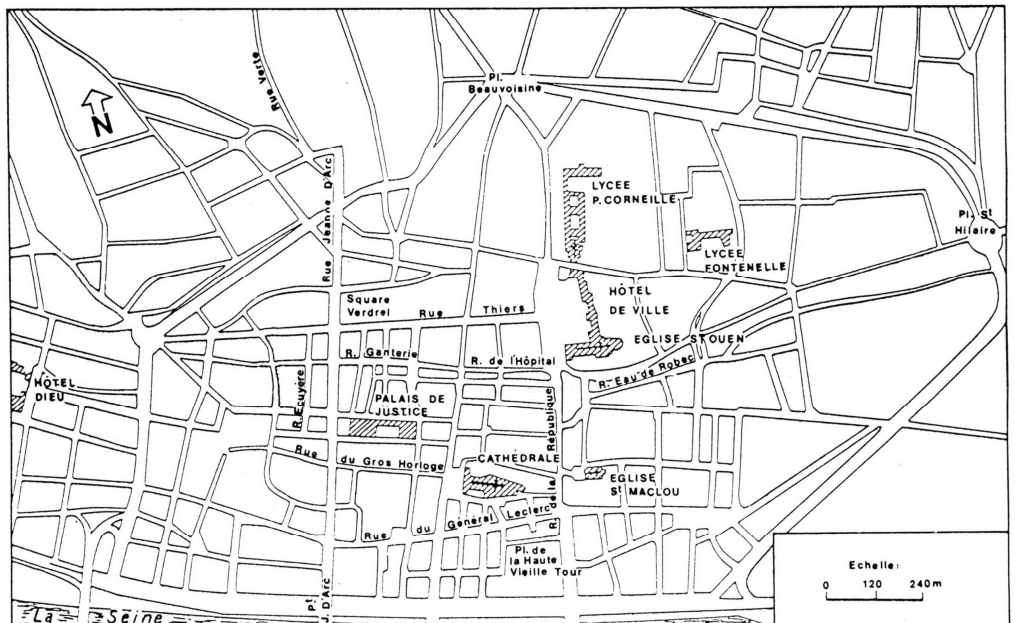 Rue Verte
Pl.
Beauvoisine
N
Rue Jeanne D'Arc
LYCEE
P. CORNEILLE
Pl. St
Hilaire
LYCEE
FONTENELLE
HÔTEL
DE VILLE
Square
Verdrel
Rue Thiers
EGLISE ST OUEN
R. Ganterie
R. de l'Hôpital
R. Eau de Robec
HÔTEL
DIEU
R. Ecuyère
PALAIS DE
JUSTICE
R. de la République
Rue du Gros Horloge
CATHÉDRALE
EGLISE
St MACLOU
Rue du Général Leclerc
Pl. de
la Haute
Vieille Tour
Pt
J. D'Arc
La Seine
Echelle:
0 120 240m